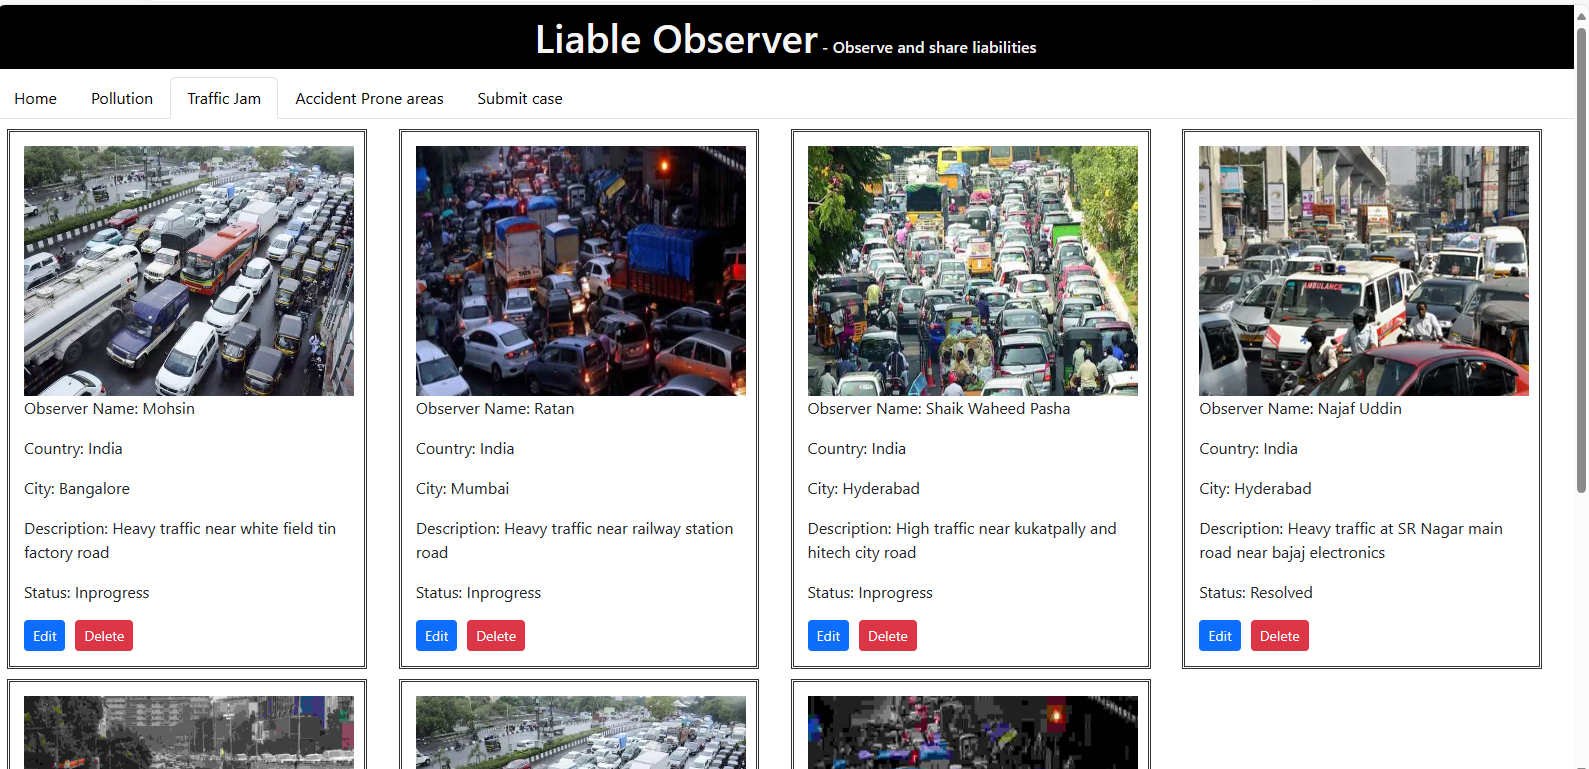 Liable Observer - Observe and share liabilities
Home Pollution Traffic Jam Accident Prone areas Submit case
AMBULANCE
Observer Name: Mohsin
Country: India
City: Bangalore
Description: Heavy traffic near white field tin
factory road
Status: Inprogress
Edit Delete
Observer Name: Ratan
Country: India
City: Mumbai
Description: Heavy traffic near railway station
road
Status: Inprogress
Edit Delete
Observer Name: Shaik Waheed Pasha
Country: India
City: Hyderabad
Description: High traffic near kukatpally and
hitech city road
Status: Inprogress
Edit Delete
Observer Name: Najaf Uddin
Country: India
City: Hyderabad
Description: Heavy traffic at SR Nagar main
road near bajaj electronics
Status: Resolved
Edit Delete